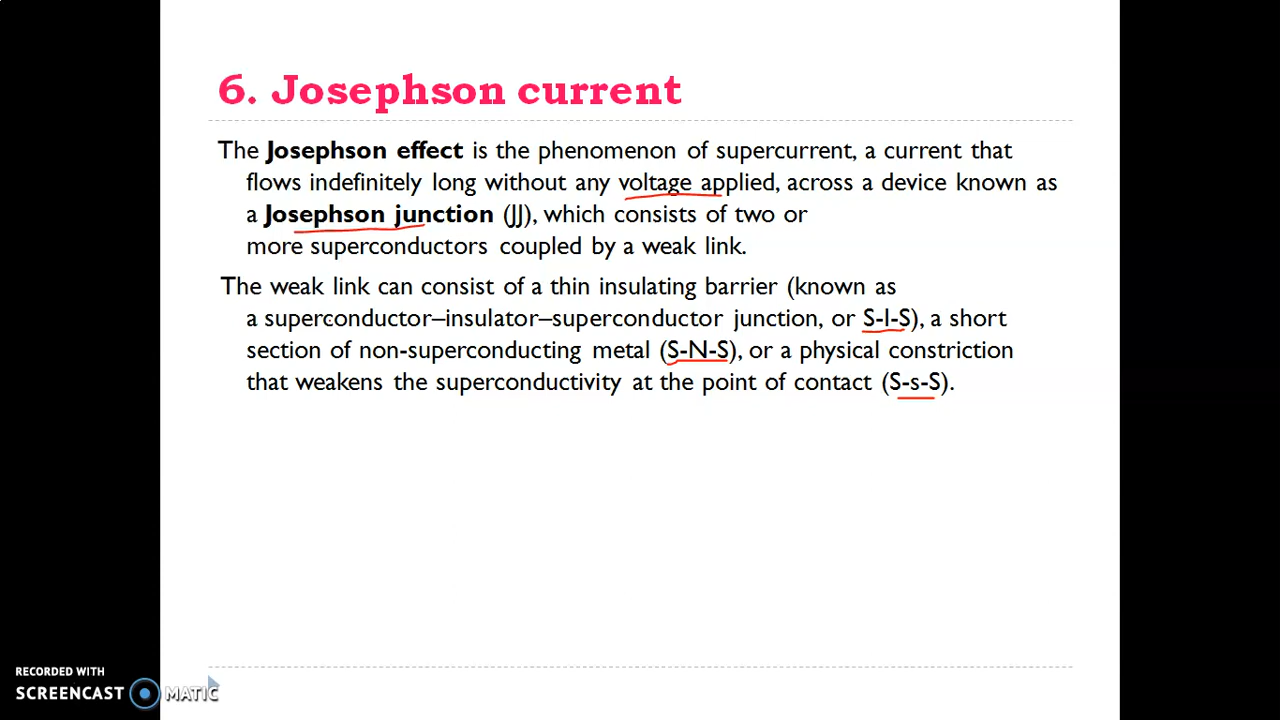 6. Josephson current
The Josephson effect is the phenomenon of supercurrent, a current that
flows indefinitely long without any voltage applied, across a device known as
a Josephson junction (JJ), which consists of two or
more superconductors coupled by a weak link.
The weak link can consist of a thin insulating barrier (known as
a superconductor–insulator–superconductor junction, or S-I-S), a short
section of non-superconducting metal (S-N-S), or a physical constriction
that weakens the superconductivity at the point of contact (S-s-S).
RECORDED WITH
SCREENCAST MATIC